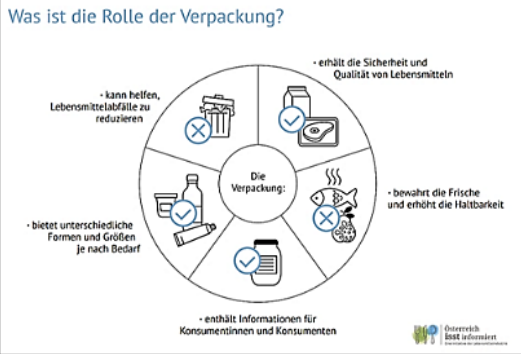 Was ist die Rolle der Verpackung?
· erhält die Sicherheit und
Qualität von Lebensmitteln
· kann helfen,
Lebensmittelabfälle zu
reduzieren
Die
Verpackung:
· bewahrt die Frische
und erhöht die Haltbarkeit
· bietet unterschiedliche
Formen und Größen
je nach Bedarf
· enthält Informationen für
Konsumentinnen und Konsumenten
Österreich
isst informiert